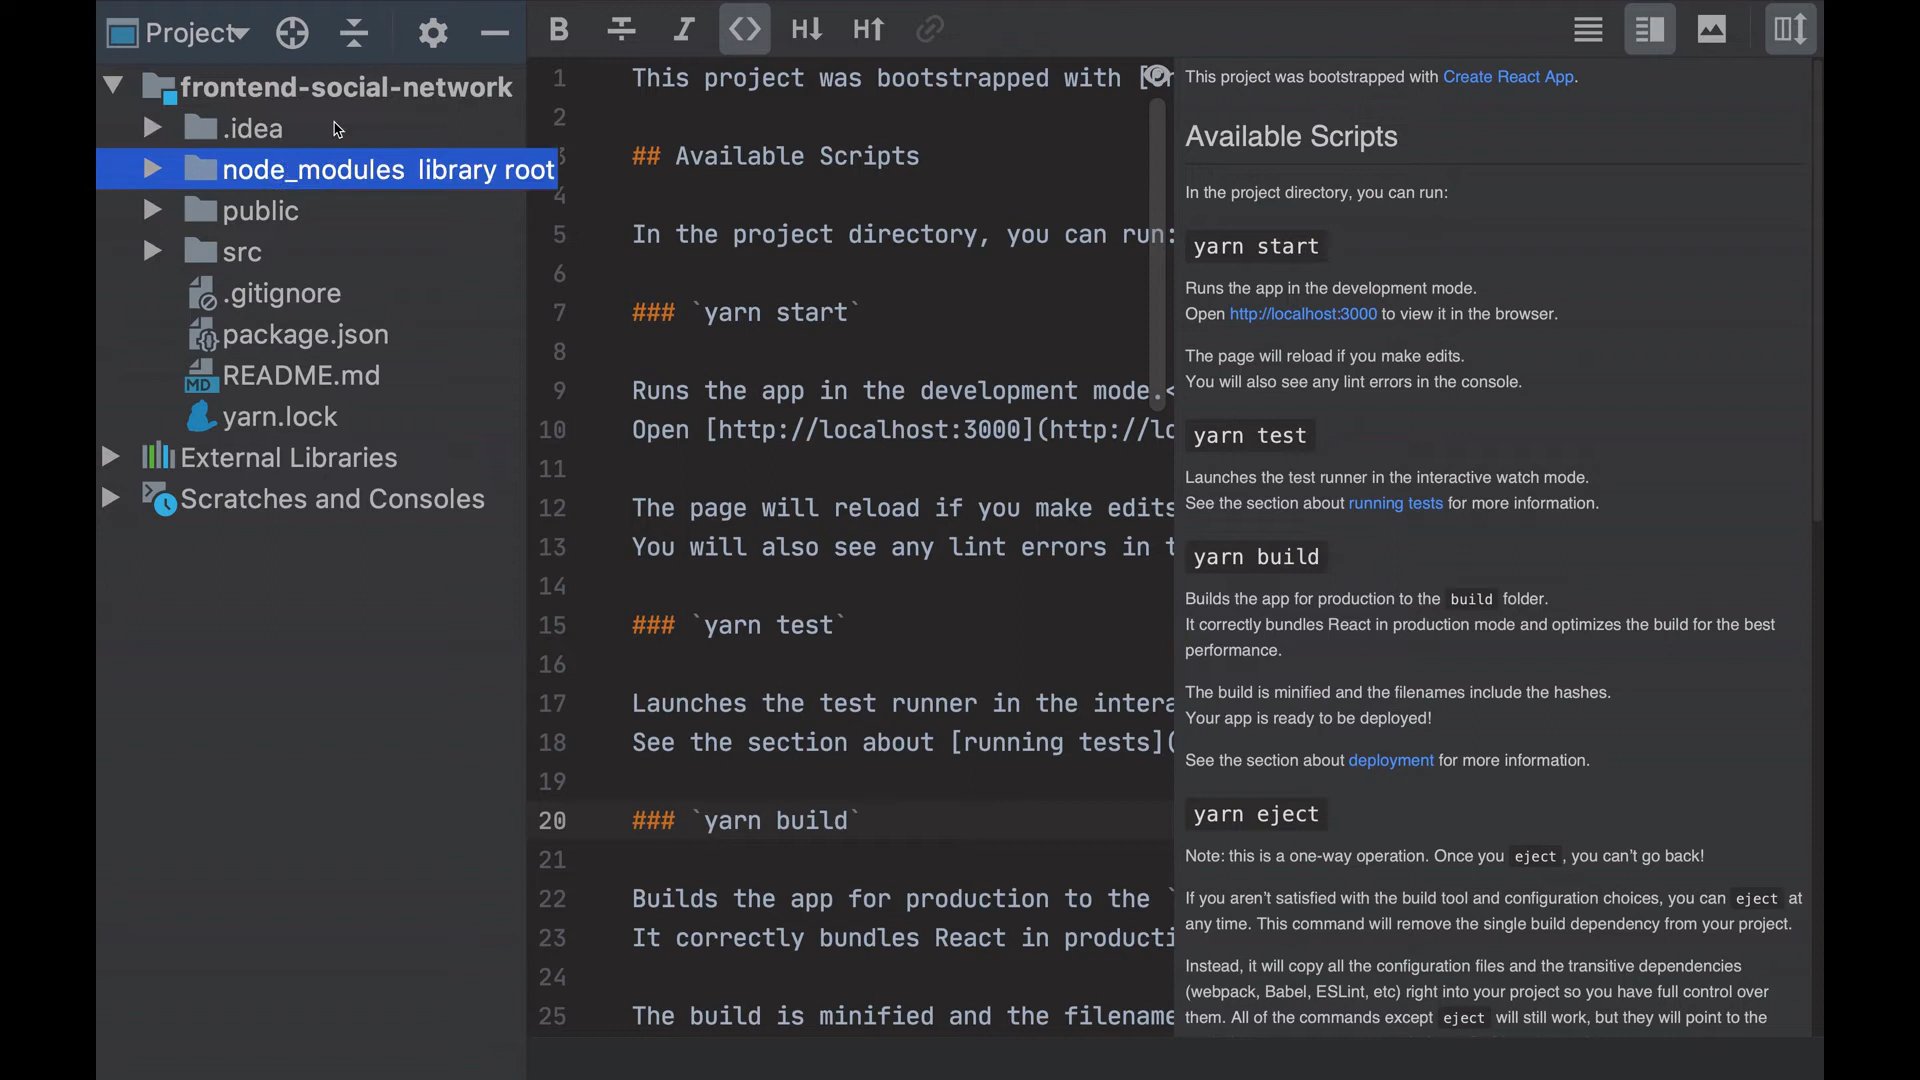 Project
B I H↓ H↑
frontend-social-network
.idea
node_modules library root
public
src
.gitignore
package.json
MD README.md
yarn.lock
External Libraries
Scratches and Consoles
1 This project was bootstrapped with [
2
## Available Scripts
4
5 In the project directory, you can run:
6
7 ### `yarn start`
8
9 Runs the app in the development mode.<
10 Open [http://localhost:3000](http://lo
11
12 The page will reload if you make edits
13 You will also see any lint errors in t
14
15 ### `yarn test`
16
17 Launches the test runner in the intera
18 See the section about [running tests](
19
20 ### `yarn build`
21
22 Builds the app for production to the `
23 It correctly bundles React in producti
24
25 The build is minified and the filename
This project was bootstrapped with Create React App.
Available Scripts
In the project directory, you can run:
yarn start
Runs the app in the development mode.
Open http://localhost:3000 to view it in the browser.
The page will reload if you make edits.
You will also see any lint errors in the console.
yarn test
Launches the test runner in the interactive watch mode.
See the section about running tests for more information.
yarn build
Builds the app for production to the build folder.
It correctly bundles React in production mode and optimizes the build for the best
performance.
The build is minified and the filenames include the hashes.
Your app is ready to be deployed!
See the section about deployment for more information.
yarn eject
Note: this is a one-way operation. Once you eject , you can't go back!
If you aren't satisfied with the build tool and configuration choices, you can eject at
any time. This command will remove the single build dependency from your project.
Instead, it will copy all the configuration files and the transitive dependencies
(webpack, Babel, ESLint, etc) right into your project so you have full control over
them. All of the commands except eject will still work, but they will point to the